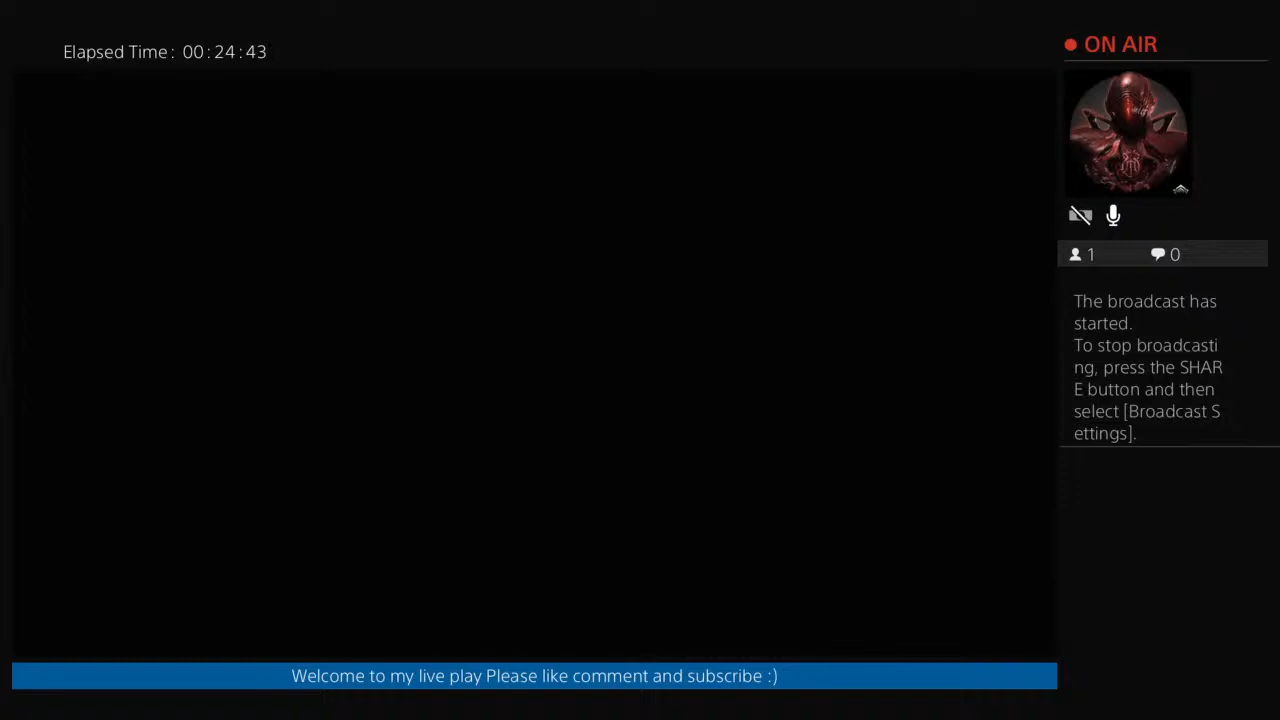 Elapsed Time: 00:24:43
ON AIR
1 0
The broadcast has
started.
To stop broadcasti
ng, press the SHAR
E button and then
select [Broadcast S
ettings].
Welcome to my live play Please like comment and subscribe :)